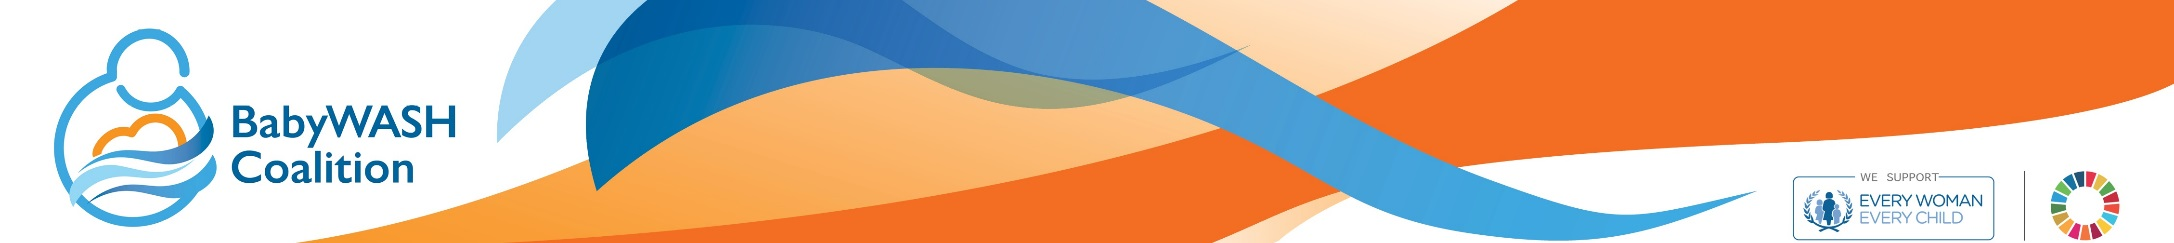 BabyWASH
Coalition
WE SUPPORT
EVERY WOMAN
EVERY CHILD